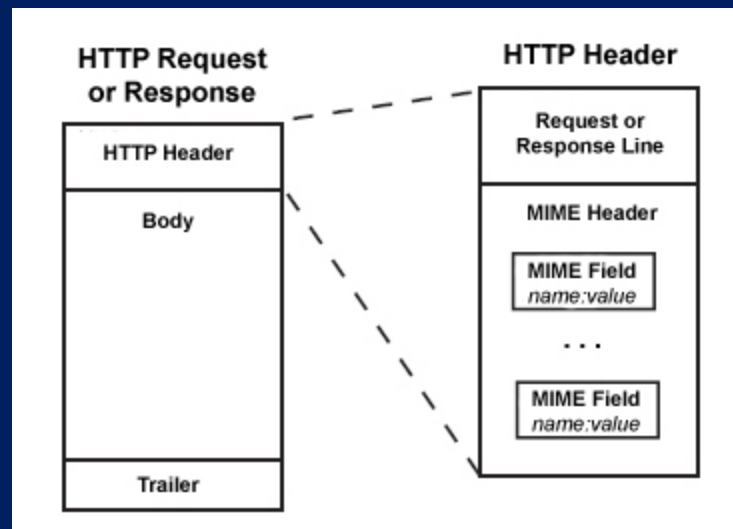 HTTP Request
or Response
HTTP Header
Body
Trailer
HTTP Header
Request or
Response Line
MIME Header
MIME Field
name:value
. . .
MIME Field
name:value